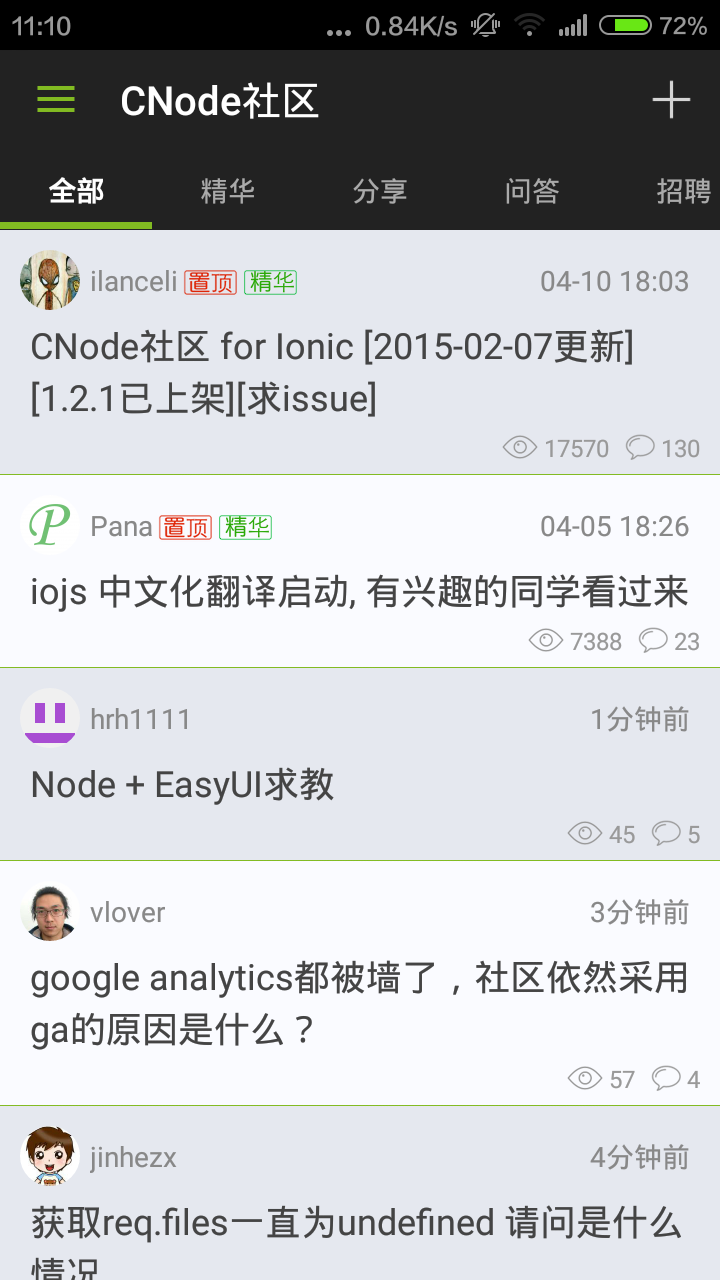 11:10 ... 0.84K/s 72%
CNode社区
全部 精华 分享 问答 招聘
ilanceli 置顶 精华 04-10 18:03
CNode社区 for Ionic [2015-02-07更新]
[1.2.1已上架][求issue]
17570 130
Pana 置顶 精华 04-05 18:26
iojs 中文化翻译启动, 有兴趣的同学看过来
7388 23
hrh1111 1分钟前
Node + EasyUI求教
45 5
vlover 3分钟前
google analytics都被墙了，社区依然采用
ga的原因是什么？
57 4
jinhezx 4分钟前
获取req.files一直为undefined 请问是什么
情况